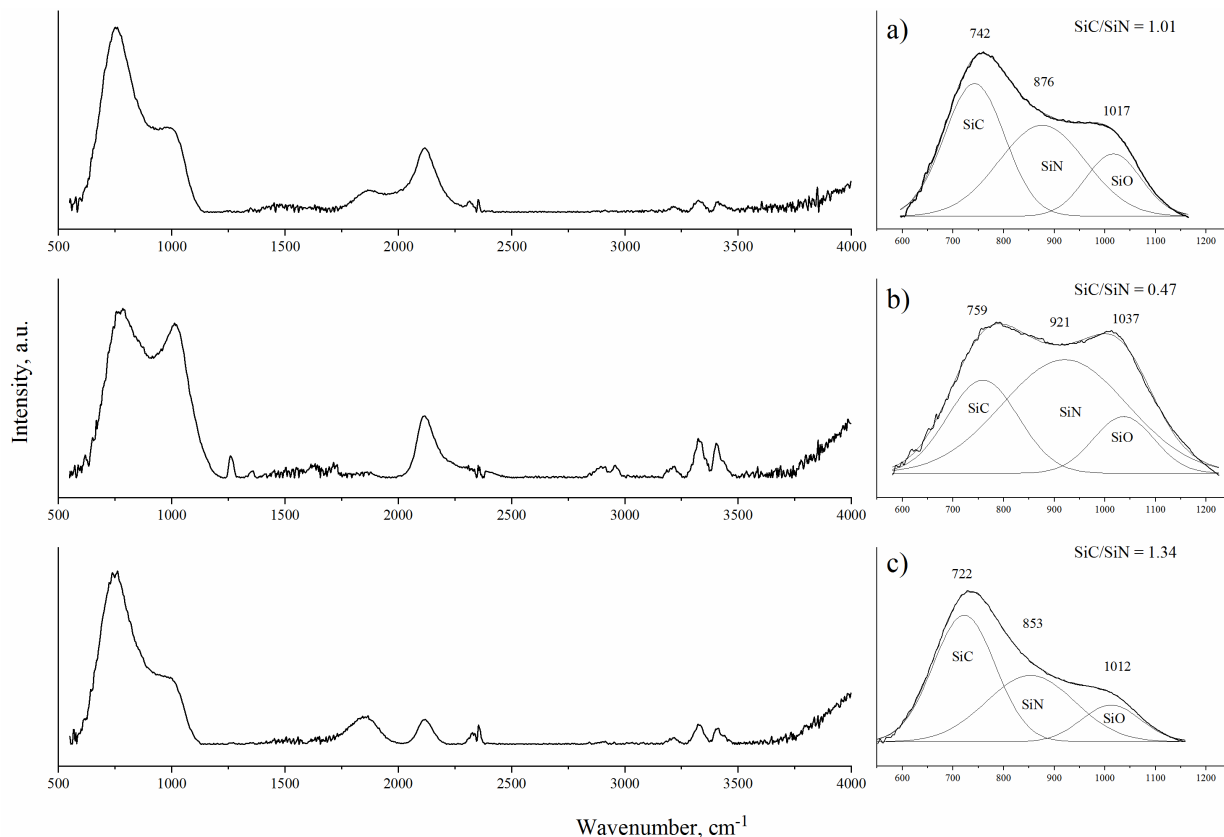 a)
SiC/SiN = 1.01
742
876
1017
SiC
SiN
SiO
500 1000 1500 2000 2500 3000 3500 4000
600 700 800 900 1000 1100 1200
b)
SiC/SiN = 0.47
759
921
1037
SiC
SiN
SiO
500 1000 1500 2000 2500 3000 3500 4000
600 700 800 900 1000 1100 1200
Intensity, a.u.
c)
SiC/SiN = 1.34
722
853
1012
SiC
SiN
SiO
500 1000 1500 2000 2500 3000 3500 4000
600 700 800 900 1000 1100 1200
Wavenumber, cm⁻¹